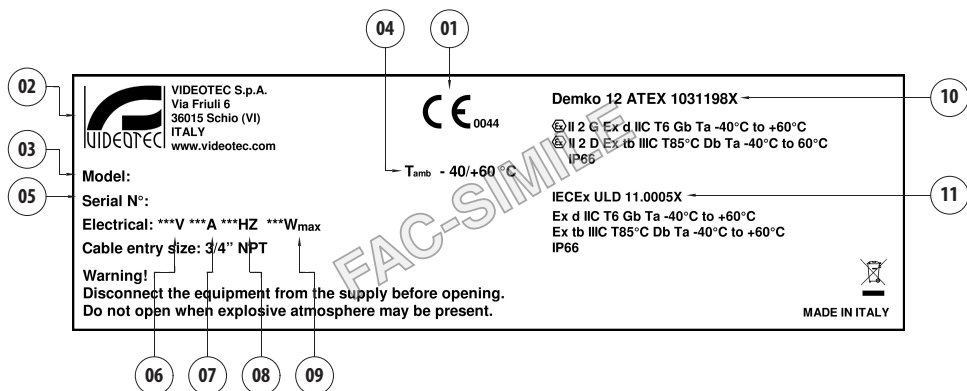 04
01
02
VIDEOTEC
VIDEOTEC S.p.A.
Via Friuli 6
36015 Schio (VI)
ITALY
www.videotec.com
CE 0044
Demko 12 ATEX 1031198X
10
Ex II 2 G Ex d IIC T6 Gb Ta -40°C to +60°C
Ex II 2 D Ex tb IIIC T85°C Db Ta -40°C to 60°C
IP66
03
Model:
Tamb - 40/+60 °C
05
Serial N°:
IECEx ULD 11.0005X
11
Electrical: ***V ***A ***HZ ***Wmax
Ex d IIC T6 Gb Ta -40°C to +60°C
Cable entry size: 3/4” NPT
Ex tb IIIC T85°C Db Ta -40°C to +60°C
IP66
FAC-SIMILE
Warning!
Disconnect the equipment from the supply before opening.
Do not open when explosive atmosphere may be present.
MADE IN ITALY
06
07
08
09